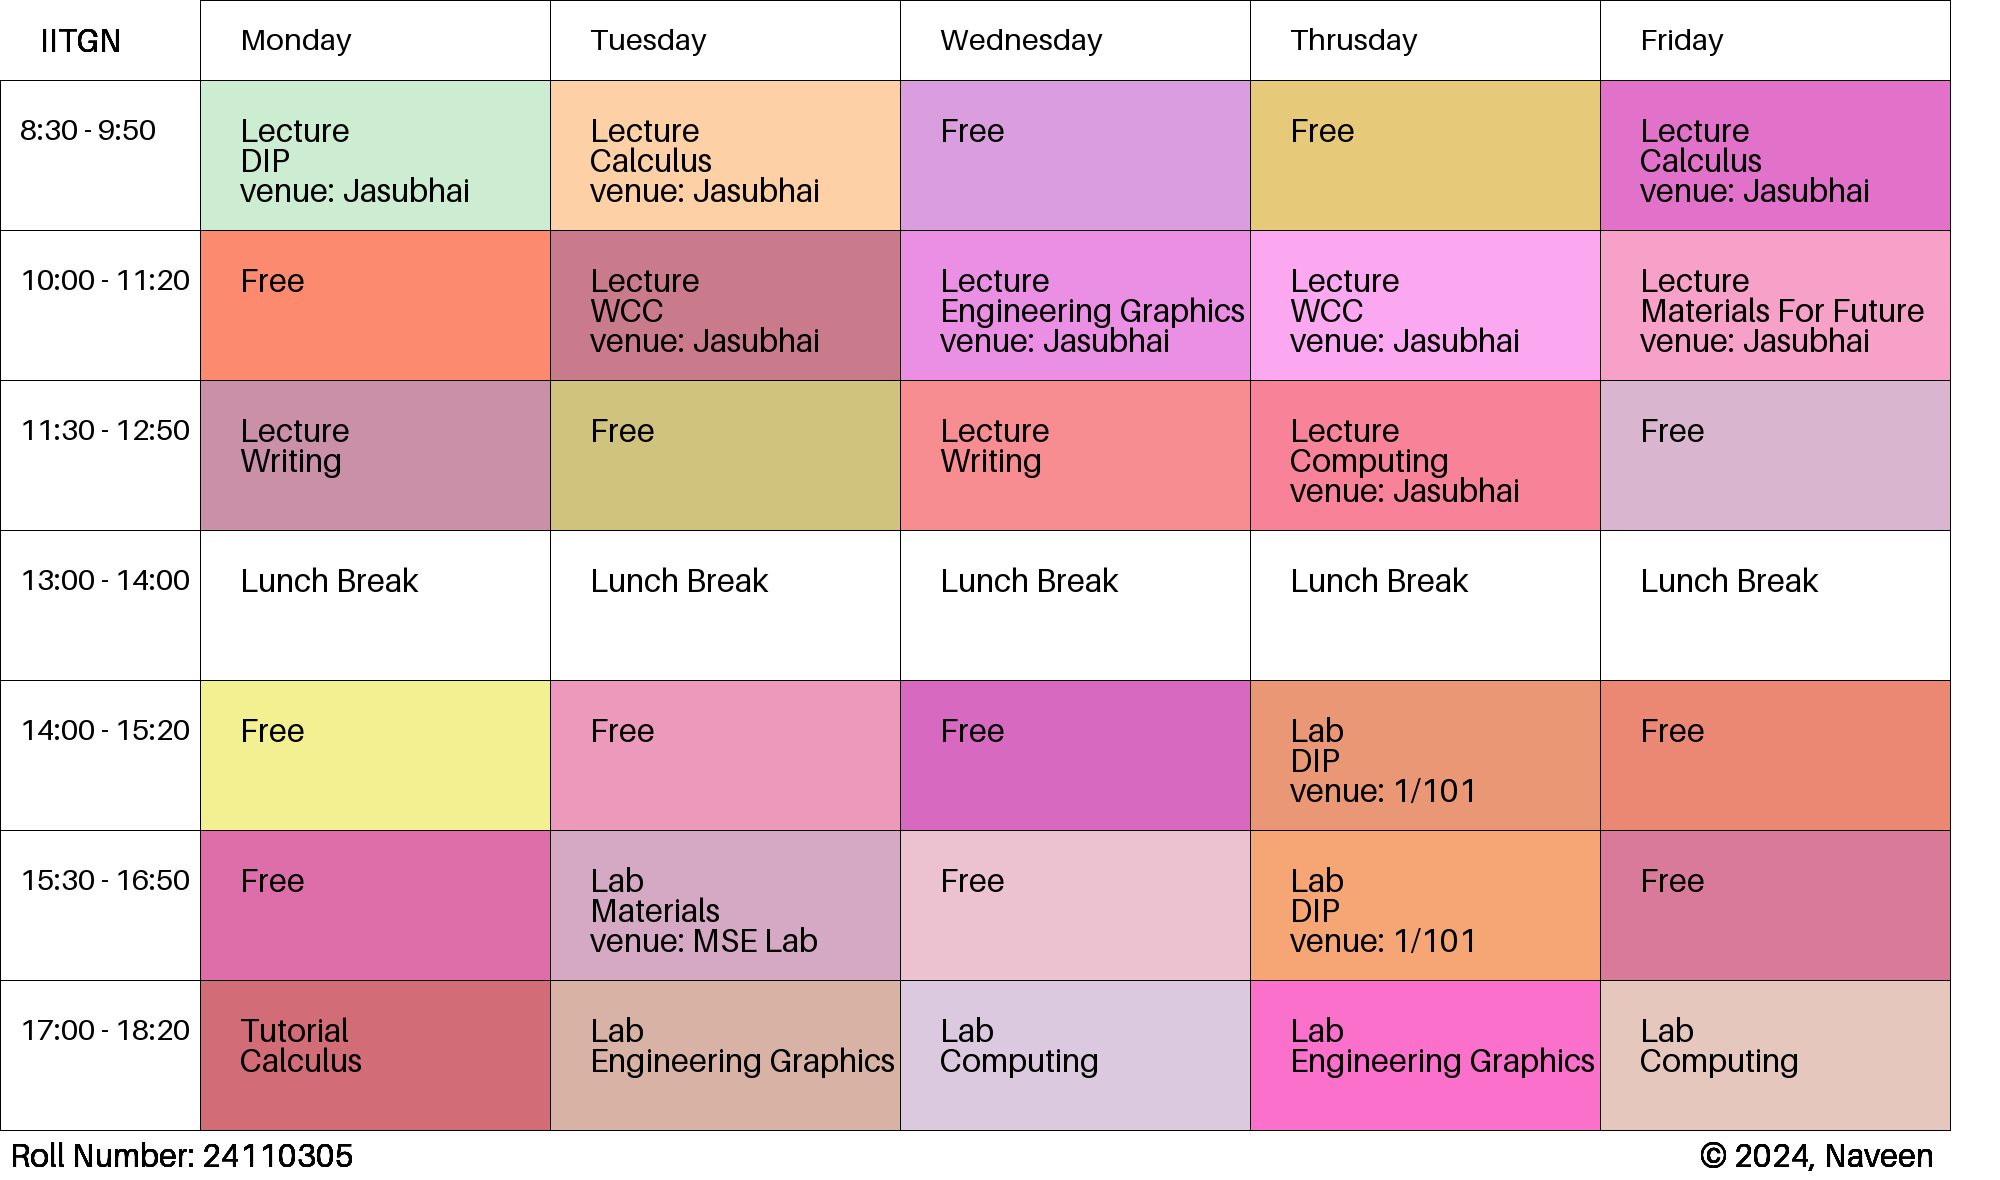 IITGN
Monday
Tuesday
Wednesday
Thrusday
Friday
8:30 - 9:50
Lecture
DIP
venue: Jasubhai
Lecture
Calculus
venue: Jasubhai
Free
Free
Lecture
Calculus
venue: Jasubhai
10:00 - 11:20
Free
Lecture
WCC
venue: Jasubhai
Lecture
Engineering Graphics
venue: Jasubhai
Lecture
WCC
venue: Jasubhai
Lecture
Materials For Future
venue: Jasubhai
11:30 - 12:50
Lecture
Writing
Free
Lecture
Writing
Lecture
Computing
venue: Jasubhai
Free
13:00 - 14:00
Lunch Break
Lunch Break
Lunch Break
Lunch Break
Lunch Break
14:00 - 15:20
Free
Free
Free
Lab
DIP
venue: 1/101
Free
15:30 - 16:50
Free
Lab
Materials
venue: MSE Lab
Free
Lab
DIP
venue: 1/101
Free
17:00 - 18:20
Tutorial
Calculus
Lab
Engineering Graphics
Lab
Computing
Lab
Engineering Graphics
Lab
Computing
Roll Number: 24110305
© 2024, Naveen